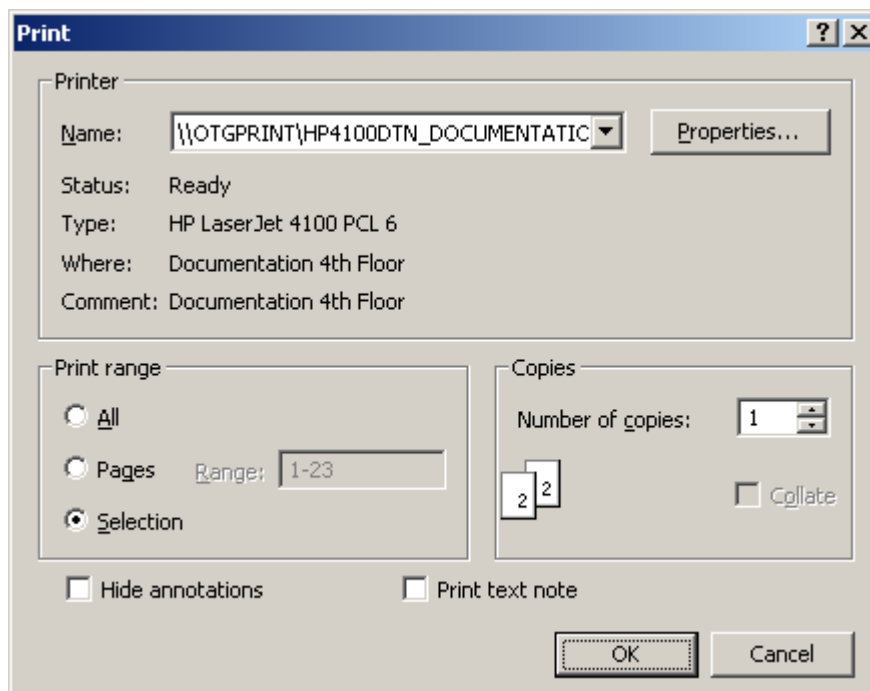 Print
Printer
Name: \\OTGPRINT\HP4100DTN_DOCUMENTATIC Properties...
Status: Ready
Type: HP LaserJet 4100 PCL 6
Where: Documentation 4th Floor
Comment: Documentation 4th Floor
Print range
All
Pages Range: 1-23
Selection
Copies
Number of copies: 1
2 2
Collate
Hide annotations Print text note
OK Cancel